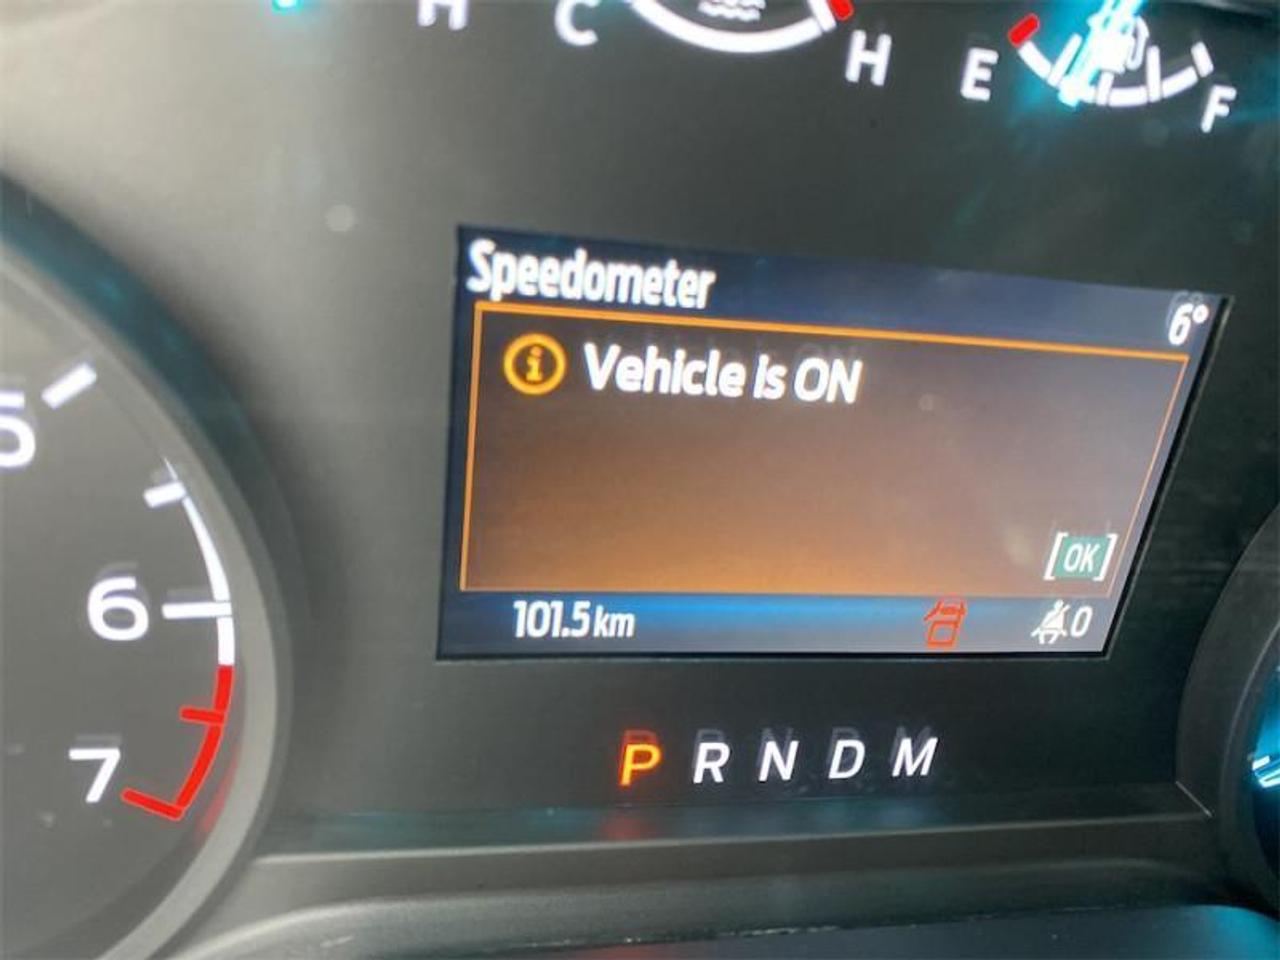 H C H E F
Speedometer
6°
i Vehicle is ON
[OK]
5
6
7
101.5 km
0
P R N D M